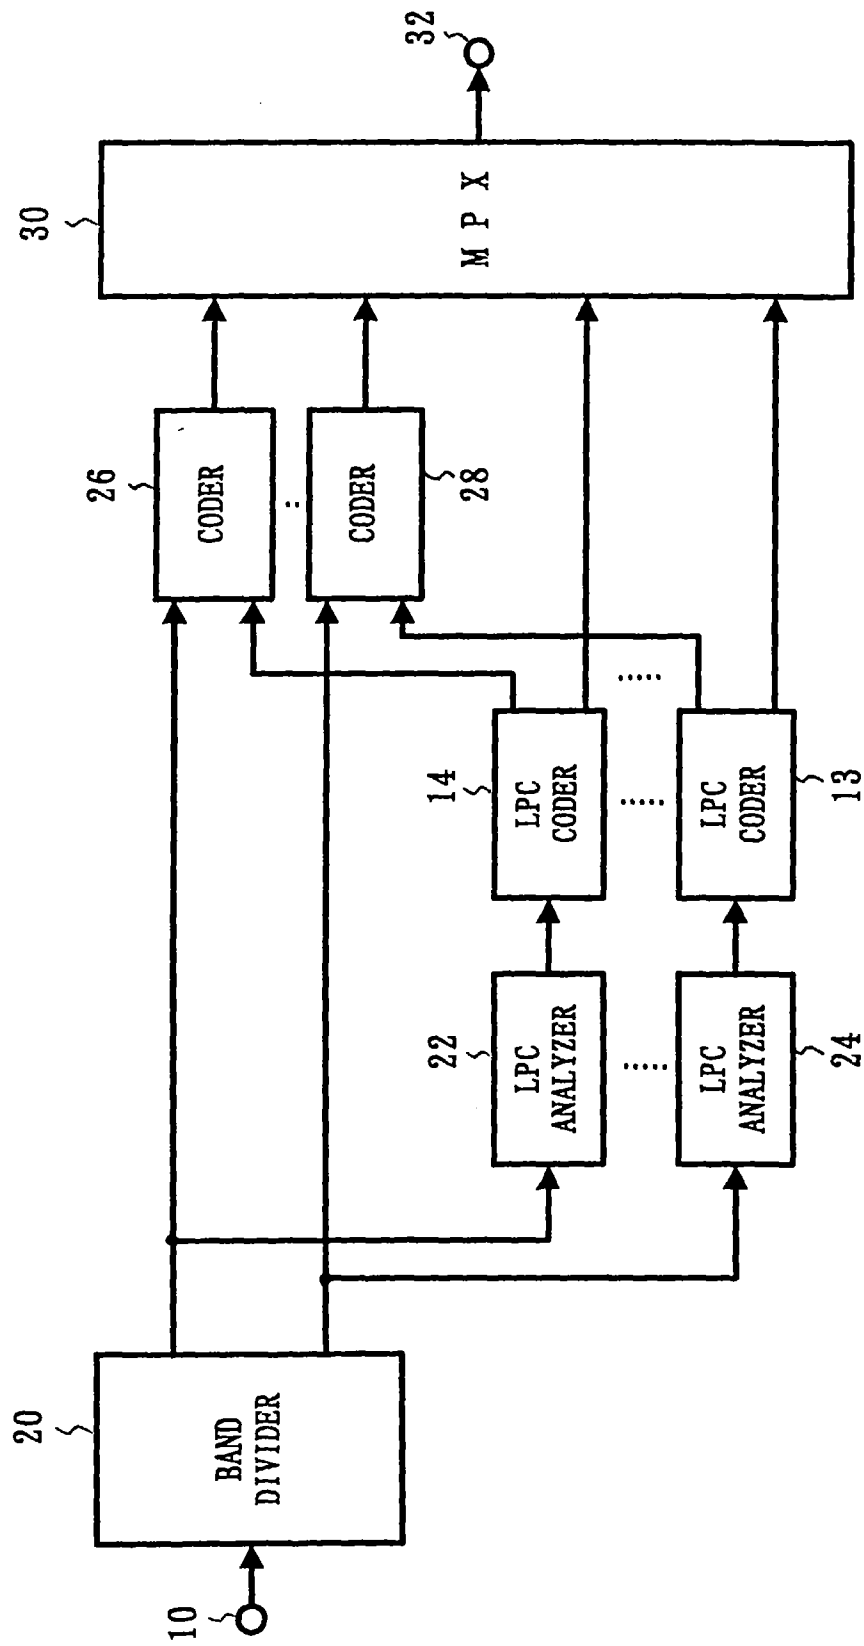 10
20
BAND
DIVIDER
22
LPC
ANALYZER
24
LPC
ANALYZER
14
LPC
CODER
13
LPC
CODER
26
CODER
28
CODER
30
MPX
32